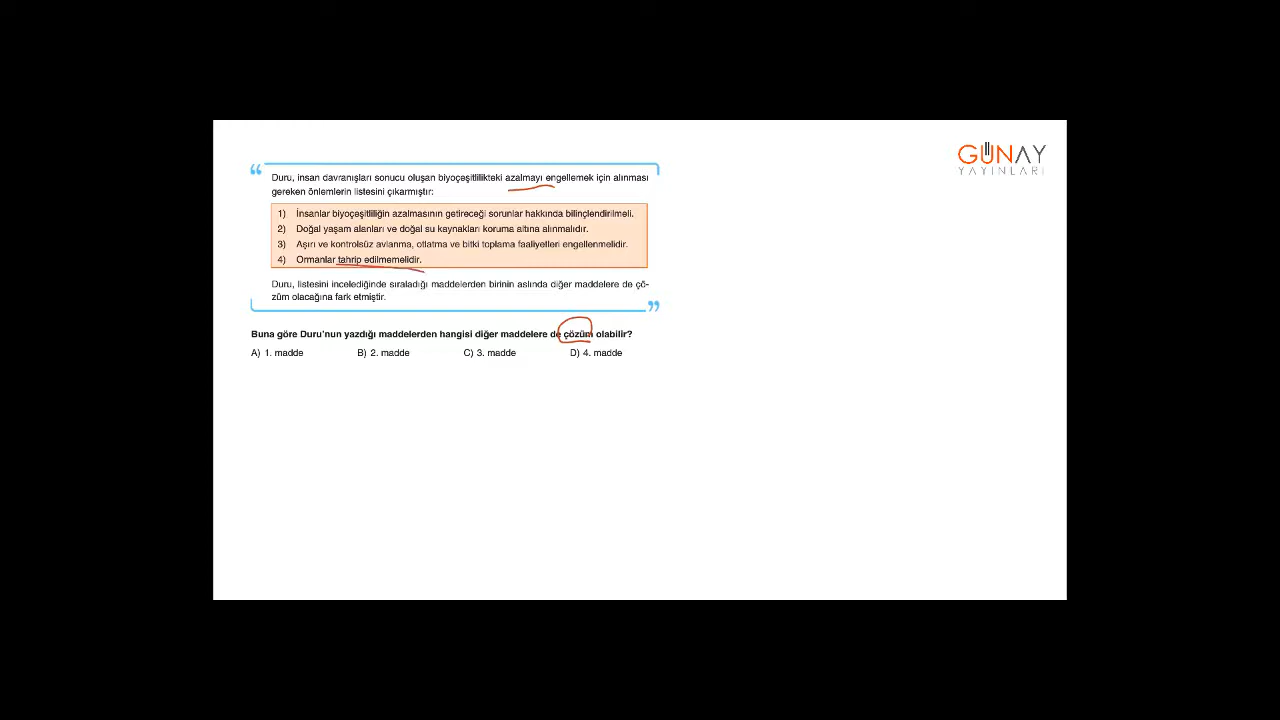 GÜNAY
YAYINLARI
“ Duru, insan davranışları sonucu oluşan biyoçeşitlilikteki azalmayı engellemek için alınması
gereken önlemlerin listesini çıkarmıştır:
1) İnsanlar biyoçeşitliliğin azalmasının getireceği sorunlar hakkında bilinçlendirilmeli.
2) Doğal yaşam alanları ve doğal su kaynakları koruma altına alınmalıdır.
3) Aşırı ve kontrolsüz avlanma, otlatma ve bitki toplama faaliyetleri engellenmelidir.
4) Ormanlar tahrip edilmemelidir.
Duru, listesini incelediğinde sıraladığı maddelerden birinin aslında diğer maddelere de çö-
züm olacağına fark etmiştir. ”
Buna göre Duru’nun yazdığı maddelerden hangisi diğer maddelere de çözüm olabilir?
A) 1. madde B) 2. madde C) 3. madde D) 4. madde